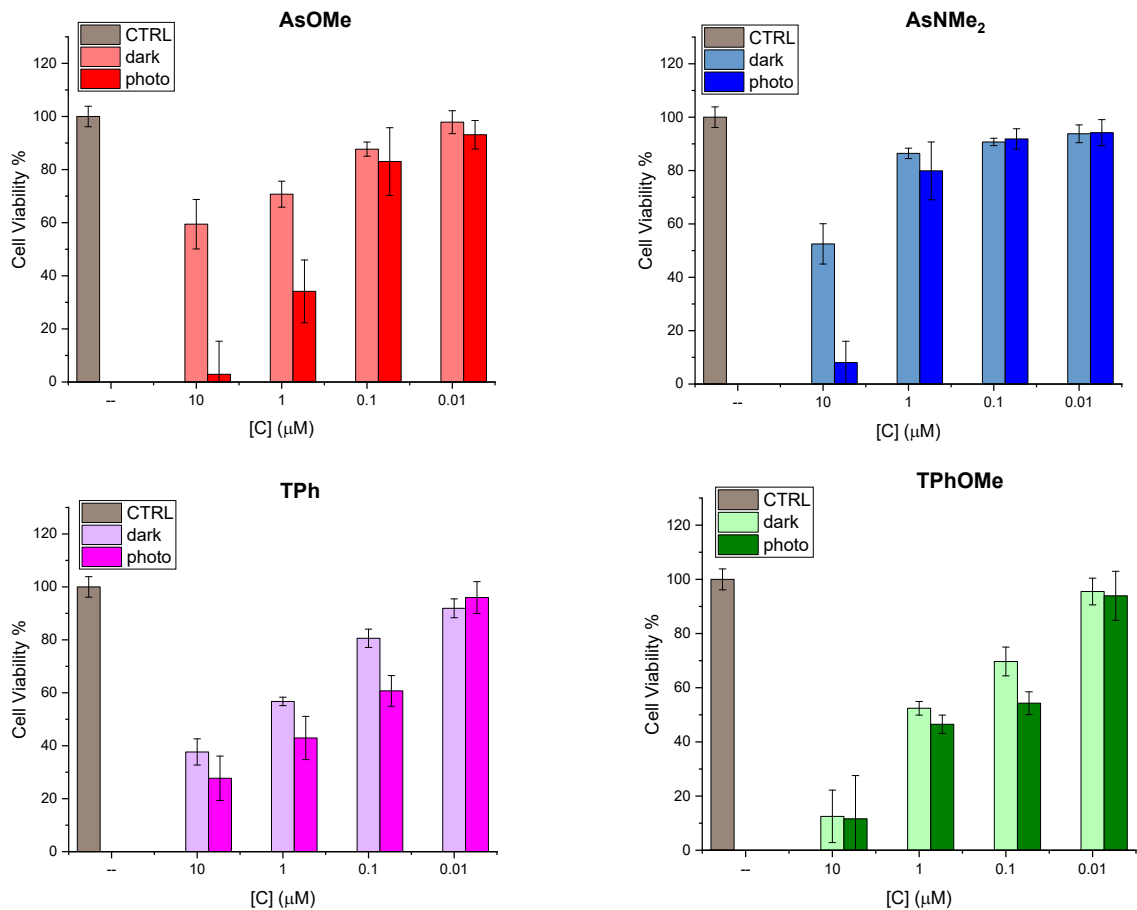 AsOMe
CTRL
dark
photo
120
100
80
60
40
20
0
Cell Viability %
-- 10 1 0.1 0.01
[C] (μM)
AsNMe₂
CTRL
dark
photo
120
100
80
60
40
20
0
Cell Viability %
-- 10 1 0.1 0.01
[C] (μM)
TPh
CTRL
dark
photo
120
100
80
60
40
20
0
Cell Viability %
-- 10 1 0.1 0.01
[C] (μM)
TPhOMe
CTRL
dark
photo
120
100
80
60
40
20
0
Cell Viability %
-- 10 1 0.1 0.01
[C] (μM)